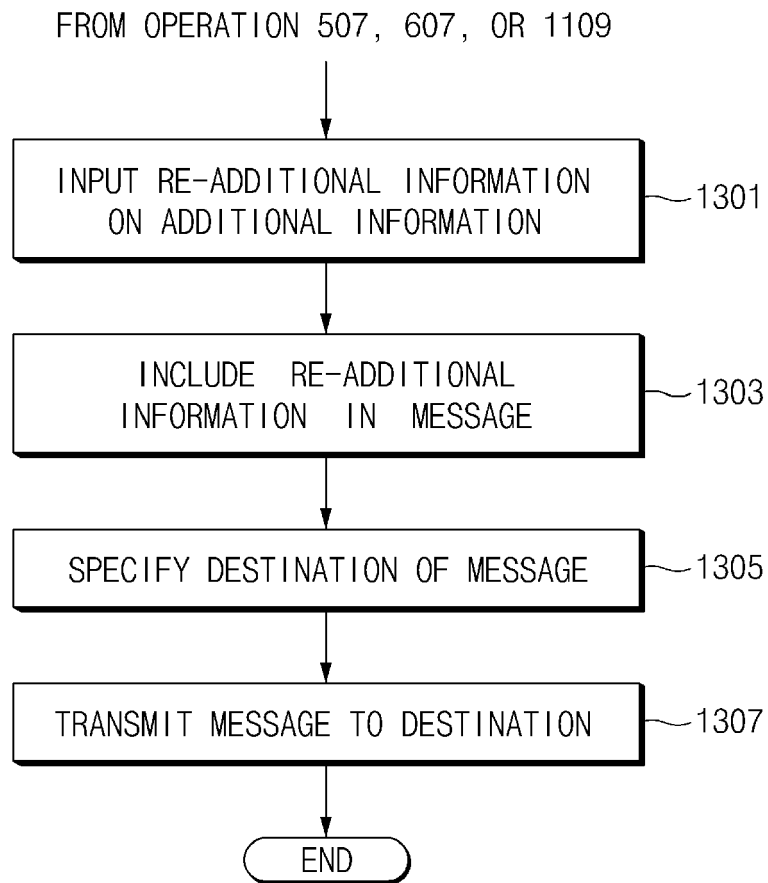 FROM OPERATION 507, 607, OR 1109
INPUT RE-ADDITIONAL INFORMATION
ON ADDITIONAL INFORMATION
1301
INCLUDE RE-ADDITIONAL
INFORMATION IN MESSAGE
1303
SPECIFY DESTINATION OF MESSAGE
1305
TRANSMIT MESSAGE TO DESTINATION
1307
END